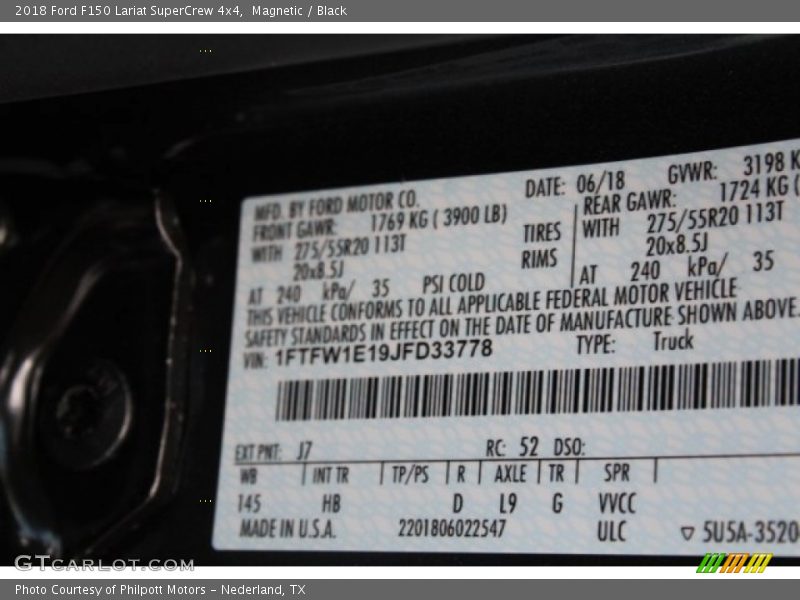 2018 Ford F150 Lariat SuperCrew 4x4,  Magnetic / Black
MFD. BY FORD MOTOR CO.
DATE: 06/18
GVWR: 3198 K
FRONT GAWR: 1769 KG ( 3900 LB)
REAR GAWR: 1724 KG (
WITH 275/55R20 113T
TIRES
WITH 275/55R20 113T
20x8.5J
RIMS
20x8.5J
AT 240 kPa/ 35 PSI COLD
AT 240 kPa/ 35
THIS VEHICLE CONFORMS TO ALL APPLICABLE FEDERAL MOTOR VEHICLE
SAFETY STANDARDS IN EFFECT ON THE DATE OF MANUFACTURE SHOWN ABOVE.
VIN: 1FTFW1E19JFD33778
TYPE: Truck
EXT PNT: J7
RC: 52 DSO:
WB INT TR TP/PS R AXLE TR SPR
145 HB D L9 G VVCC
MADE IN U.S.A. 2201806022547 ULC ▽ 5U5A-3520
GTCarLot.com
Photo Courtesy of Philpott Motors – Nederland, TX